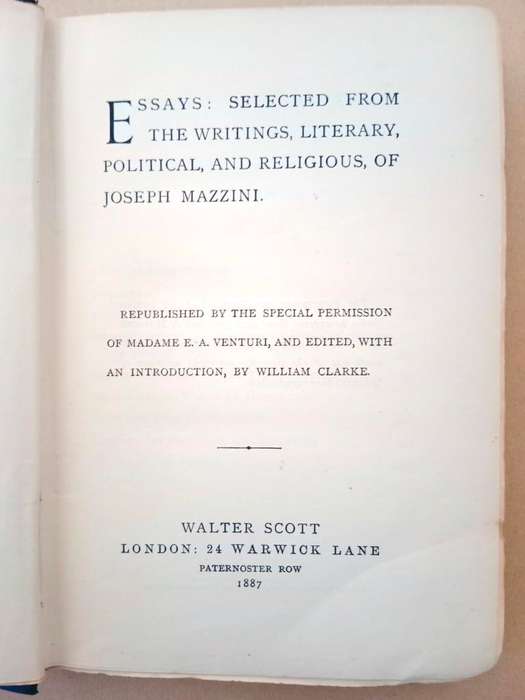 ESSAYS: SELECTED FROM
THE WRITINGS, LITERARY,
POLITICAL, AND RELIGIOUS, OF
JOSEPH MAZZINI.
REPUBLISHED BY THE SPECIAL PERMISSION
OF MADAME E. A. VENTURI, AND EDITED, WITH
AN INTRODUCTION, BY WILLIAM CLARKE.
WALTER SCOTT
LONDON: 24 WARWICK LANE
PATERNOSTER ROW
1887